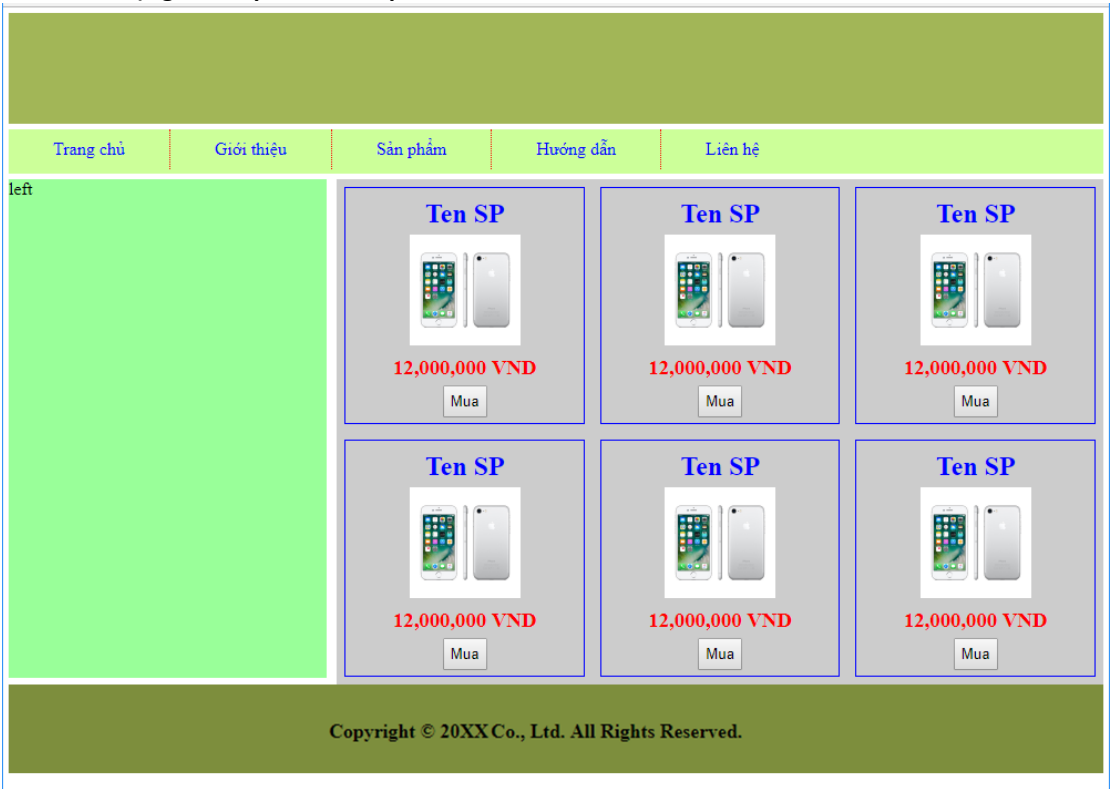 Trang chủ Giới thiệu Sản phẩm Hướng dẫn Liên hệ
left
Ten SP Ten SP Ten SP
12,000,000 VND 12,000,000 VND 12,000,000 VND
Mua Mua Mua
Ten SP Ten SP Ten SP
12,000,000 VND 12,000,000 VND 12,000,000 VND
Mua Mua Mua
Copyright © 20XX Co., Ltd. All Rights Reserved.